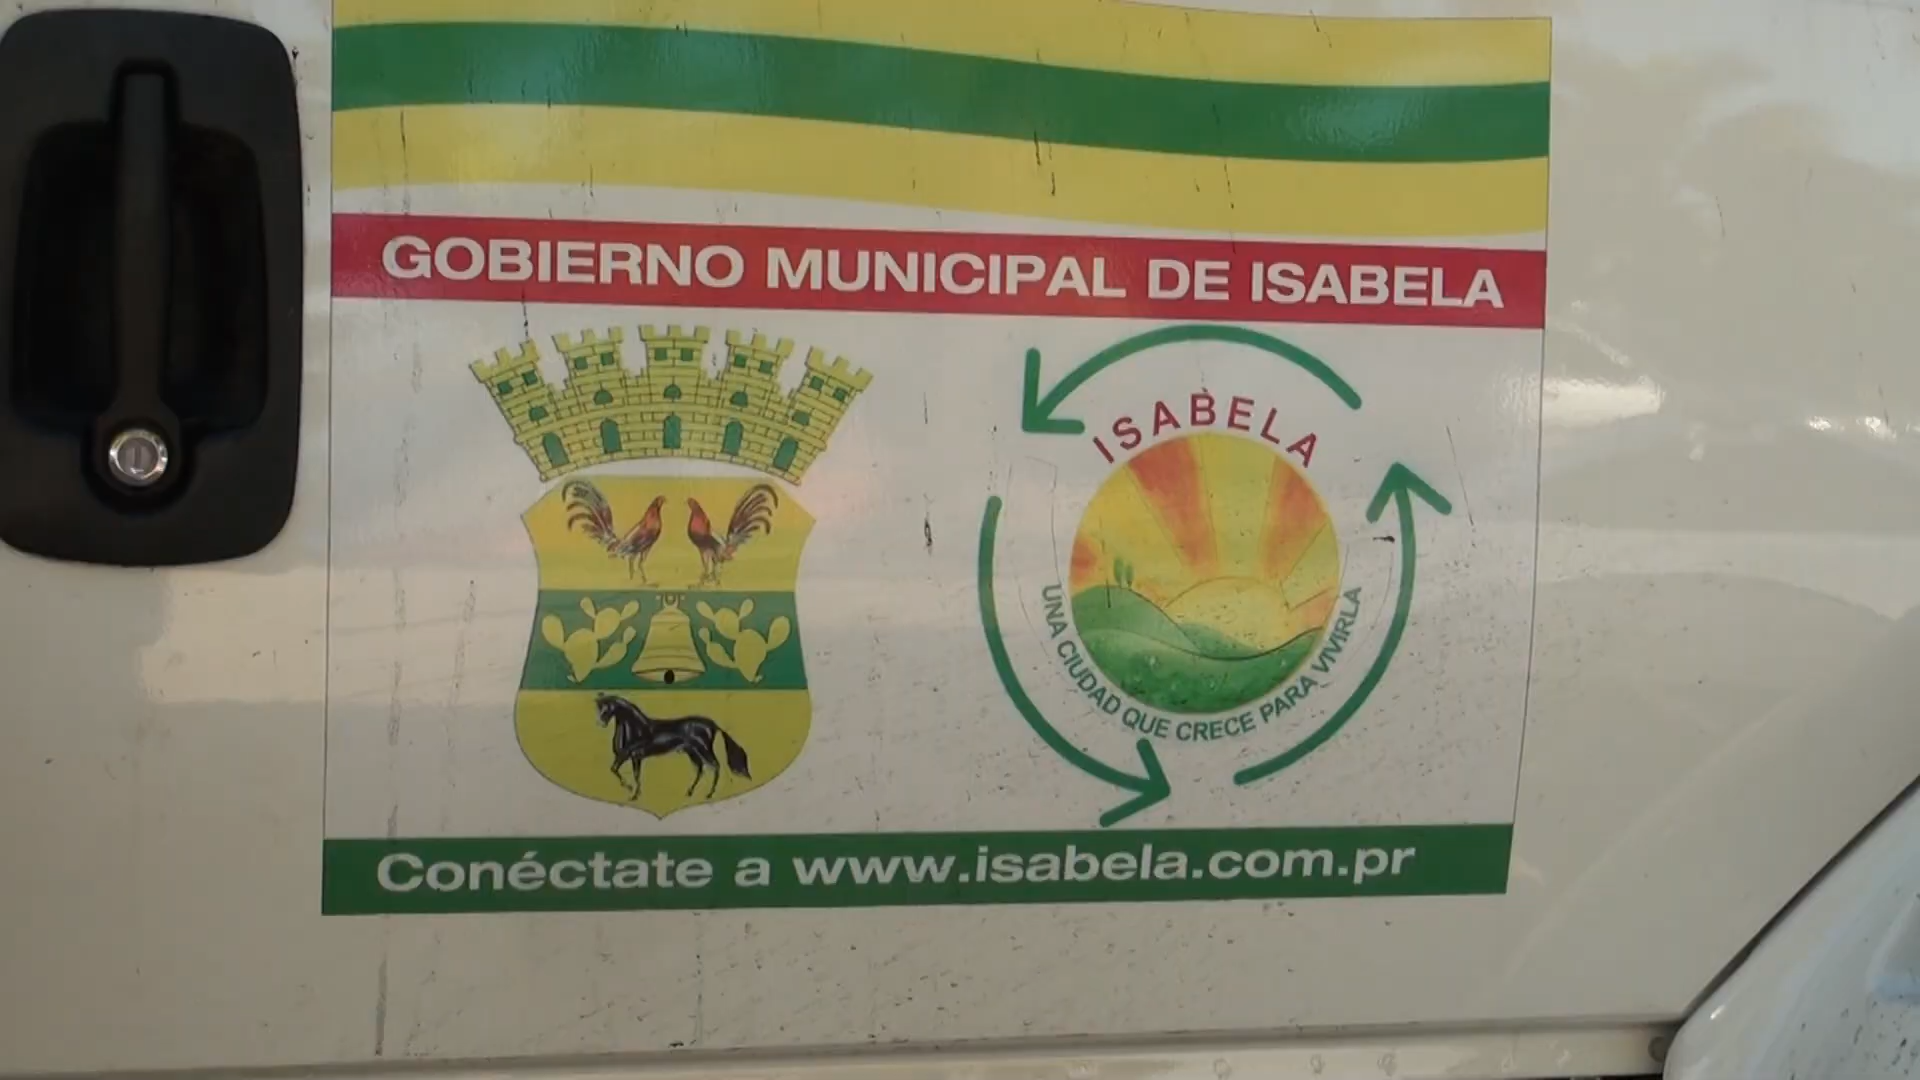 GOBIERNO MUNICIPAL DE ISABELA
ISABELA
UNA CIUDAD QUE CRECE PARA VIVIRLA
Conéctate a www.isabela.com.pr